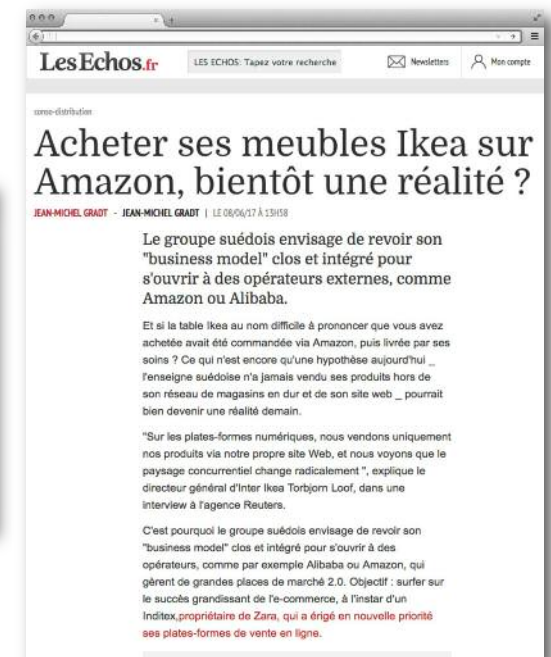 LesEchos.fr
LES ECHOS: Tapez votre recherche
Newsletters
Mon compte
conso-distribution
Acheter ses meubles Ikea sur
Amazon, bientôt une réalité ?
JEAN-MICHEL GRADT - JEAN-MICHEL GRADT | LE 08/06/17 À 13H58
Le groupe suédois envisage de revoir son
"business model" clos et intégré pour
s'ouvrir à des opérateurs externes, comme
Amazon ou Alibaba.
Et si la table Ikea au nom difficile à prononcer que vous avez
achetée avait été commandée via Amazon, puis livrée par ses
soins ? Ce qui n'est encore qu'une hypothèse aujourd'hui _
l'enseigne suédoise n'a jamais vendu ses produits hors de
son réseau de magasins en dur et de son site web _ pourrait
bien devenir une réalité demain.
"Sur les plates-formes numériques, nous vendons uniquement
nos produits via notre propre site Web, et nous voyons que le
paysage concurrentiel change radicalement ", explique le
directeur général d'Inter Ikea Torbjorn Loof, dans une
interview à l'agence Reuters.
C'est pourquoi le groupe suédois envisage de revoir son
"business model" clos et intégré pour s'ouvrir à des
opérateurs, comme par exemple Alibaba ou Amazon, qui
gèrent de grandes places de marché 2.0. Objectif : surfer sur
le succès grandissant de l'e-commerce, à l'instar d'un
Inditex,propriétaire de Zara, qui a érigé en nouvelle priorité
ses plates-formes de vente en ligne.